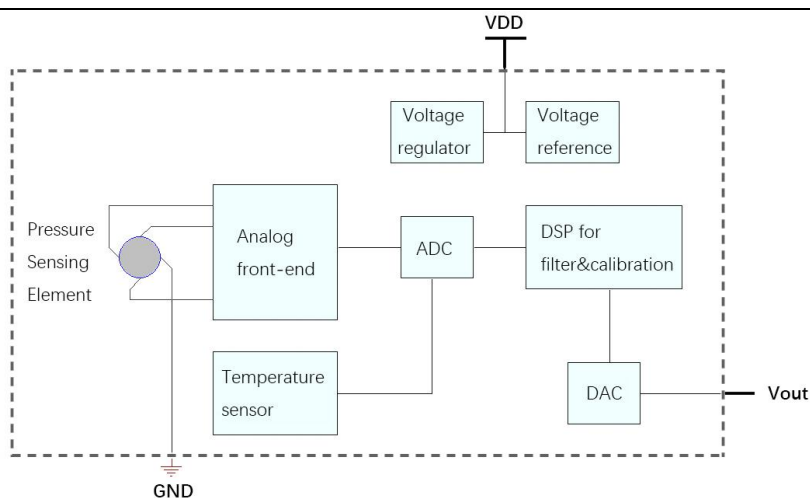 VDD
Voltage
regulator
Voltage
reference
Pressure
Sensing
Element
Analog
front-end
ADC
DSP for
filter&calibration
Temperature
sensor
DAC
Vout
GND